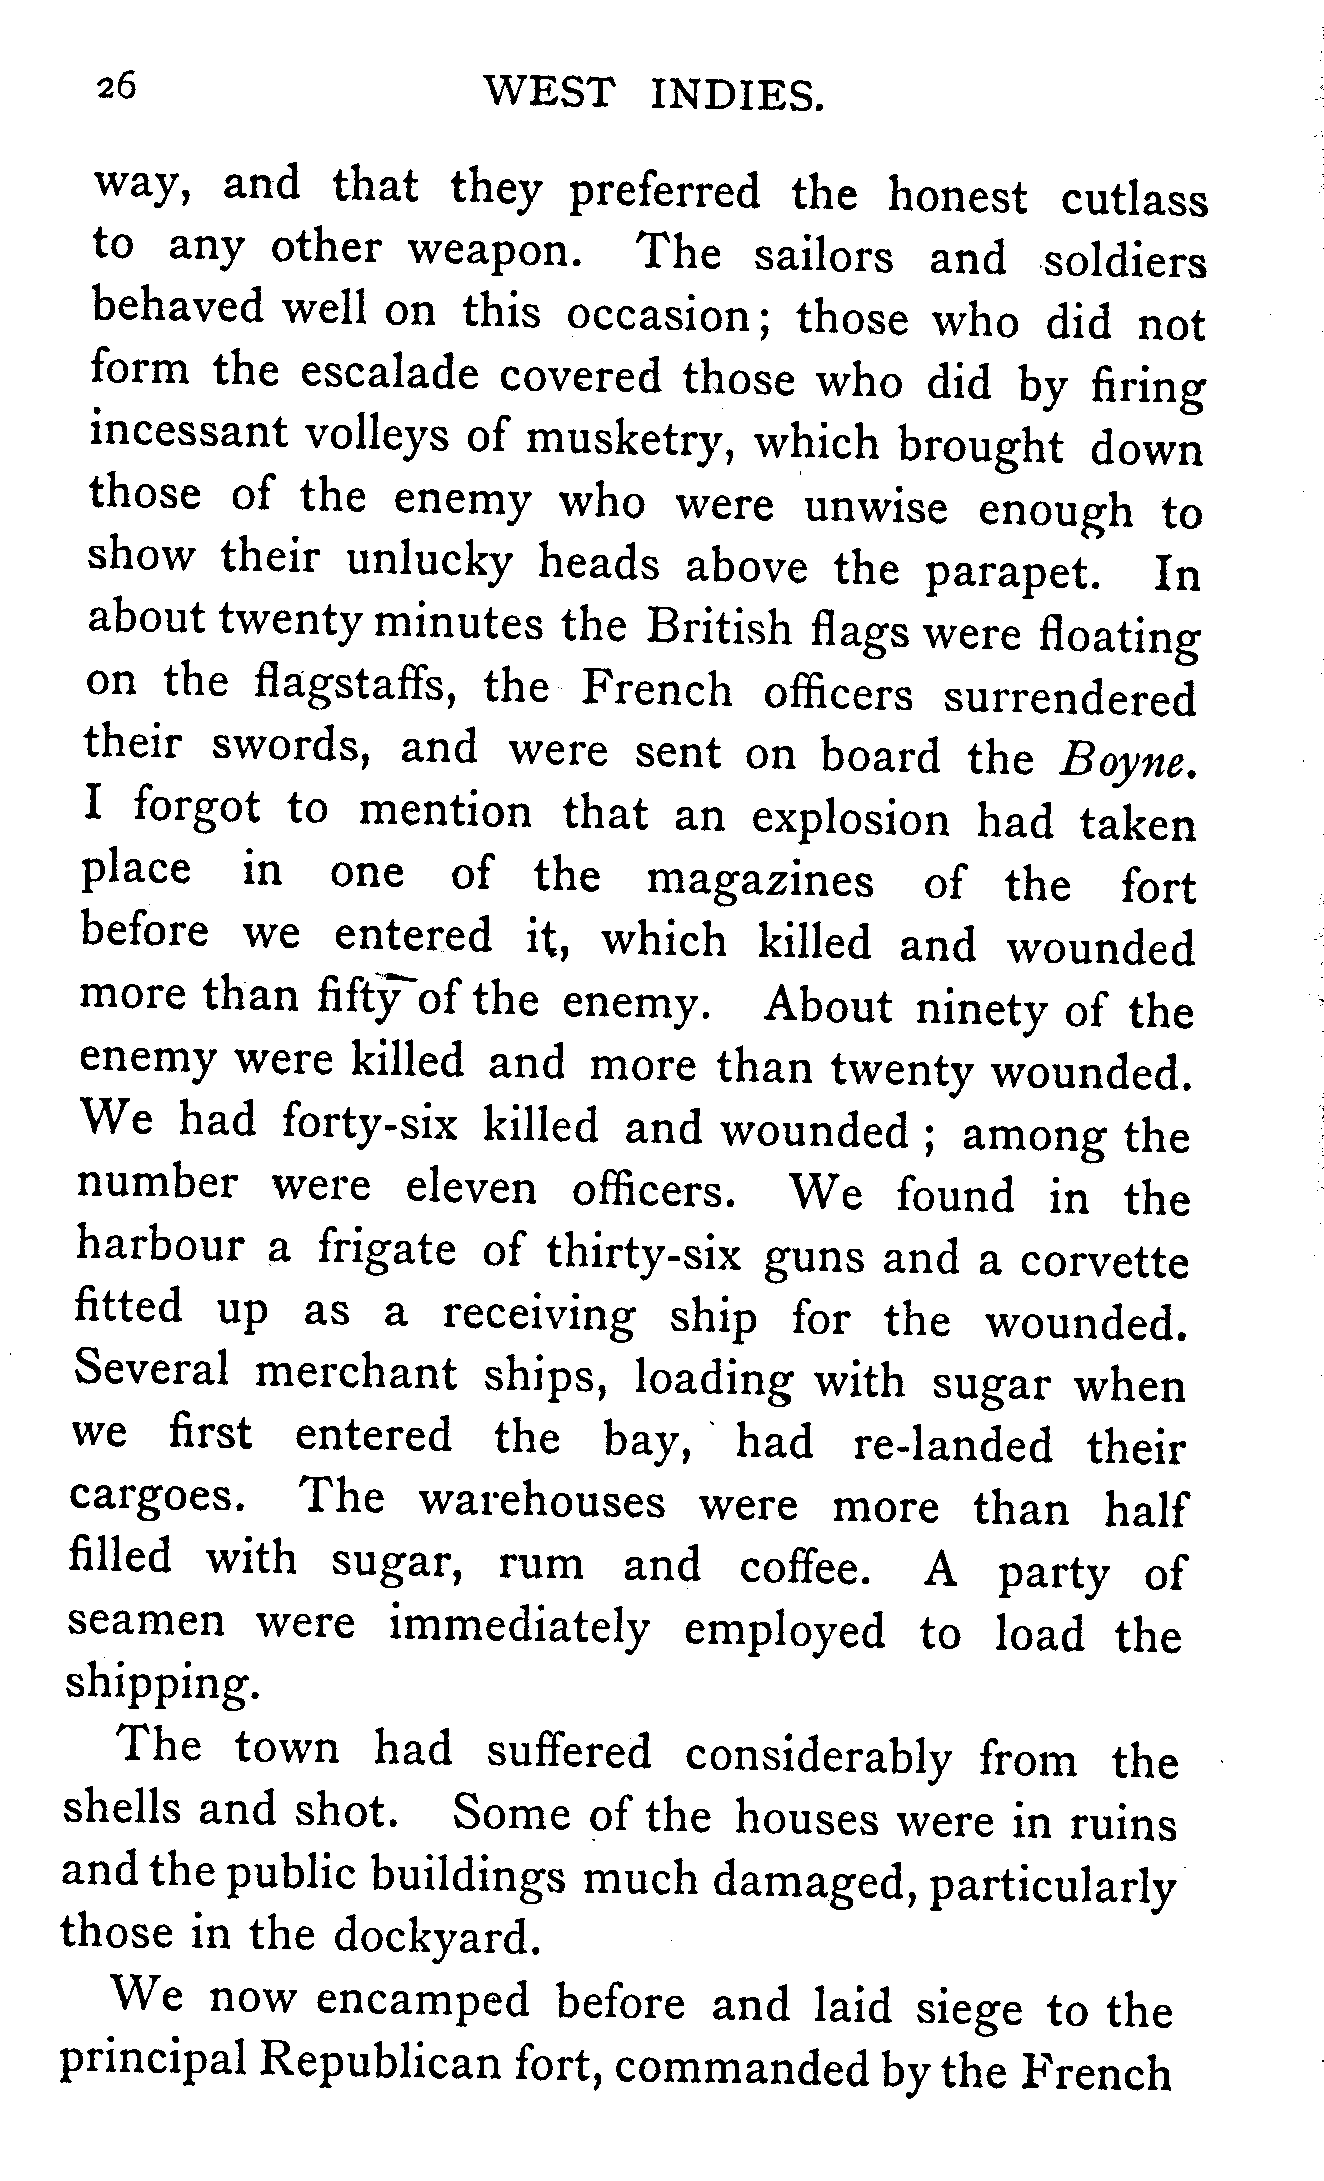 26 WEST INDIES.
way, and that they preferred the honest cutlass
to any other weapon. The sailors and soldiers
behaved well on this occasion; those who did not
form the escalade covered those who did by firing
incessant volleys of musketry, which brought down
those of the enemy who were unwise enough to
show their unlucky heads above the parapet. In
about twenty minutes the British flags were floating
on the flagstaffs, the French officers surrendered
their swords, and were sent on board the Boyne.
I forgot to mention that an explosion had taken
place in one of the magazines of the fort
before we entered it, which killed and wounded
more than fifty of the enemy. About ninety of the
enemy were killed and more than twenty wounded.
We had forty-six killed and wounded ; among the
number were eleven officers. We found in the
harbour a frigate of thirty-six guns and a corvette
fitted up as a receiving ship for the wounded.
Several merchant ships, loading with sugar when
we first entered the bay, had re-landed their
cargoes. The warehouses were more than half
filled with sugar, rum and coffee. A party of
seamen were immediately employed to load the
shipping.
The town had suffered considerably from the
shells and shot. Some of the houses were in ruins
and the public buildings much damaged, particularly
those in the dockyard.
We now encamped before and laid siege to the
principal Republican fort, commanded by the French